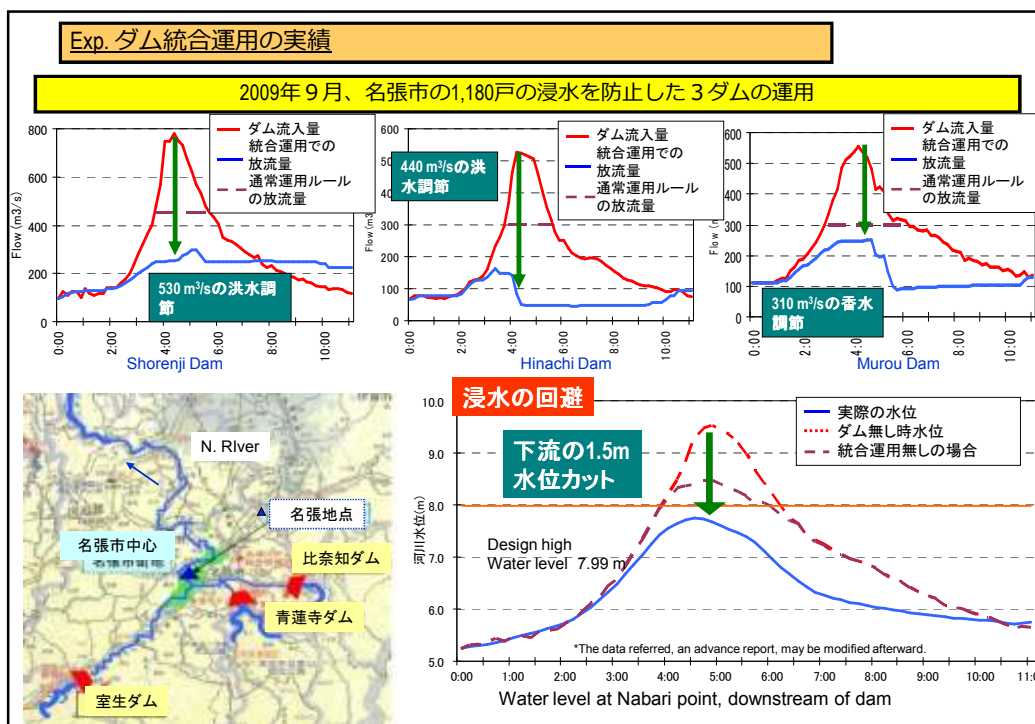 Exp. ダム統合運用の実績
2009年９月、名張市の1,180戸の浸水を防止した３ダムの運用
800
600
400
200
0
Flow (m3/s)
0:00
2:00
4:00
6:00
8:00
10:00
ダム流入量
統合運用での
放流量
通常運用ルール
の放流量
530 m³/sの洪水調
節
Shorenji Dam
600
500
400
300
200
100
0
Flow (m3
0:00
2:00
4:00
6:00
8:00
10:00
440 m³/sの洪
水調節
ダム流入量
統合運用での
放流量
通常運用ルール
の放流量
Hinachi Dam
600
500
400
300
200
100
Flow (m
0:00
2:00
4:00
6:00
8:00
10:00
ダム流入量
統合運用での
放流量
通常運用ルール
の放流量
310 m³/sの香水
調節
Murou Dam
N. RIver
名張地点
名張市中心
名張市街地
比奈知ダム
青蓮寺ダム
室生ダム
浸水の回避
下流の1.5m
水位カット
実際の水位
ダム無し時水位
統合運用無しの場合
10.0
9.0
8.0
7.0
6.0
5.0
河川水位(m)
Design high
Water level 7.99 m
*The data referred, an advance report, may be modified afterward.
0:00 1:00 2:00 3:00 4:00 5:00 6:00 7:00 8:00 9:00 10:00 11:0
Water level at Nabari point, downstream of dam